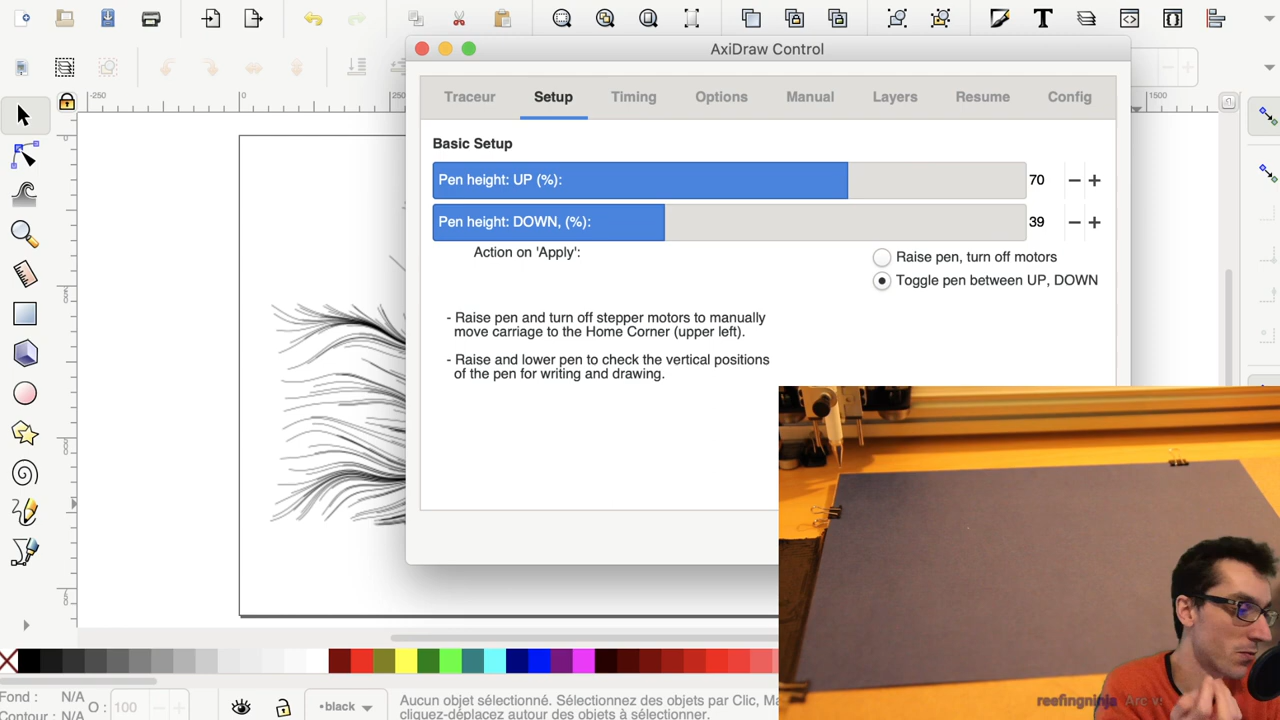 AxiDraw Control
Traceur Setup Timing Options Manual Layers Resume Config
-250 0 250 1500
Basic Setup
Pen height: UP (%): 70
Pen height: DOWN, (%): 39
Action on 'Apply':
Raise pen, turn off motors
Toggle pen between UP, DOWN
- Raise pen and turn off stepper motors to manually
move carriage to the Home Corner (upper left).
- Raise and lower pen to check the vertical positions
of the pen for writing and drawing.
Fond : N/A
Contour : N/A
O : 100
•black
Aucun objet sélectionné. Sélectionnez des objets par Clic, Ma
cliquez-déplacez autour des objets à sélectionner.
reefingninja Arc v